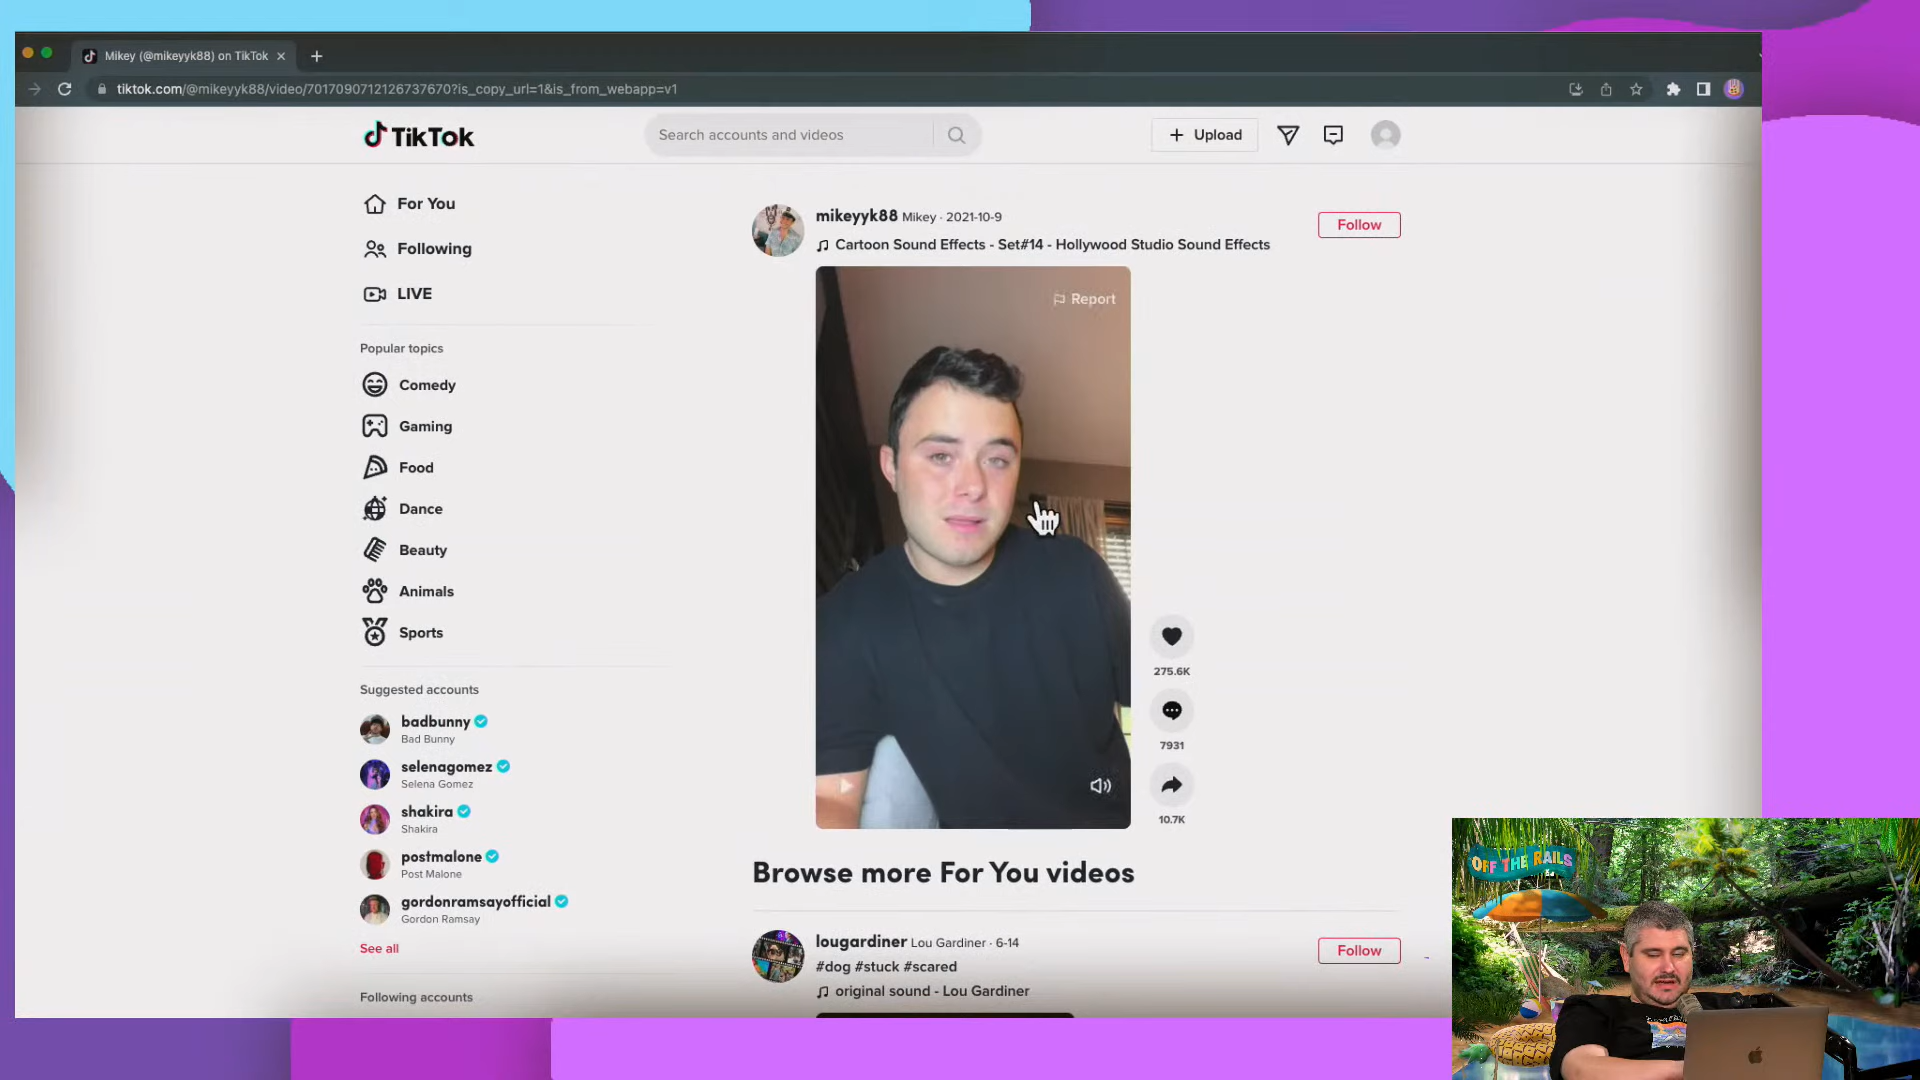 Mikey (@mikeyyk88) on TikTok
tiktok.com/@mikeyyk88/video/7017090712126737670?is_copy_url=1&is_from_webapp=v1
TikTok
Search accounts and videos
Upload
For You
Following
LIVE
Popular topics
Comedy
Gaming
Food
Dance
Beauty
Animals
Sports
Suggested accounts
badbunny
Bad Bunny
selenagomez
Selena Gomez
shakira
Shakira
postmalone
Post Malone
gordonramsayofficial
Gordon Ramsay
See all
Following accounts
mikeyyk88 Mikey · 2021-10-9
Cartoon Sound Effects - Set#14 - Hollywood Studio Sound Effects
Follow
Report
275.6K
7931
10.7K
Browse more For You videos
lougardiner Lou Gardiner · 6-14
#dog #stuck #scared
original sound - Lou Gardiner
Follow
OFF THE RAILS